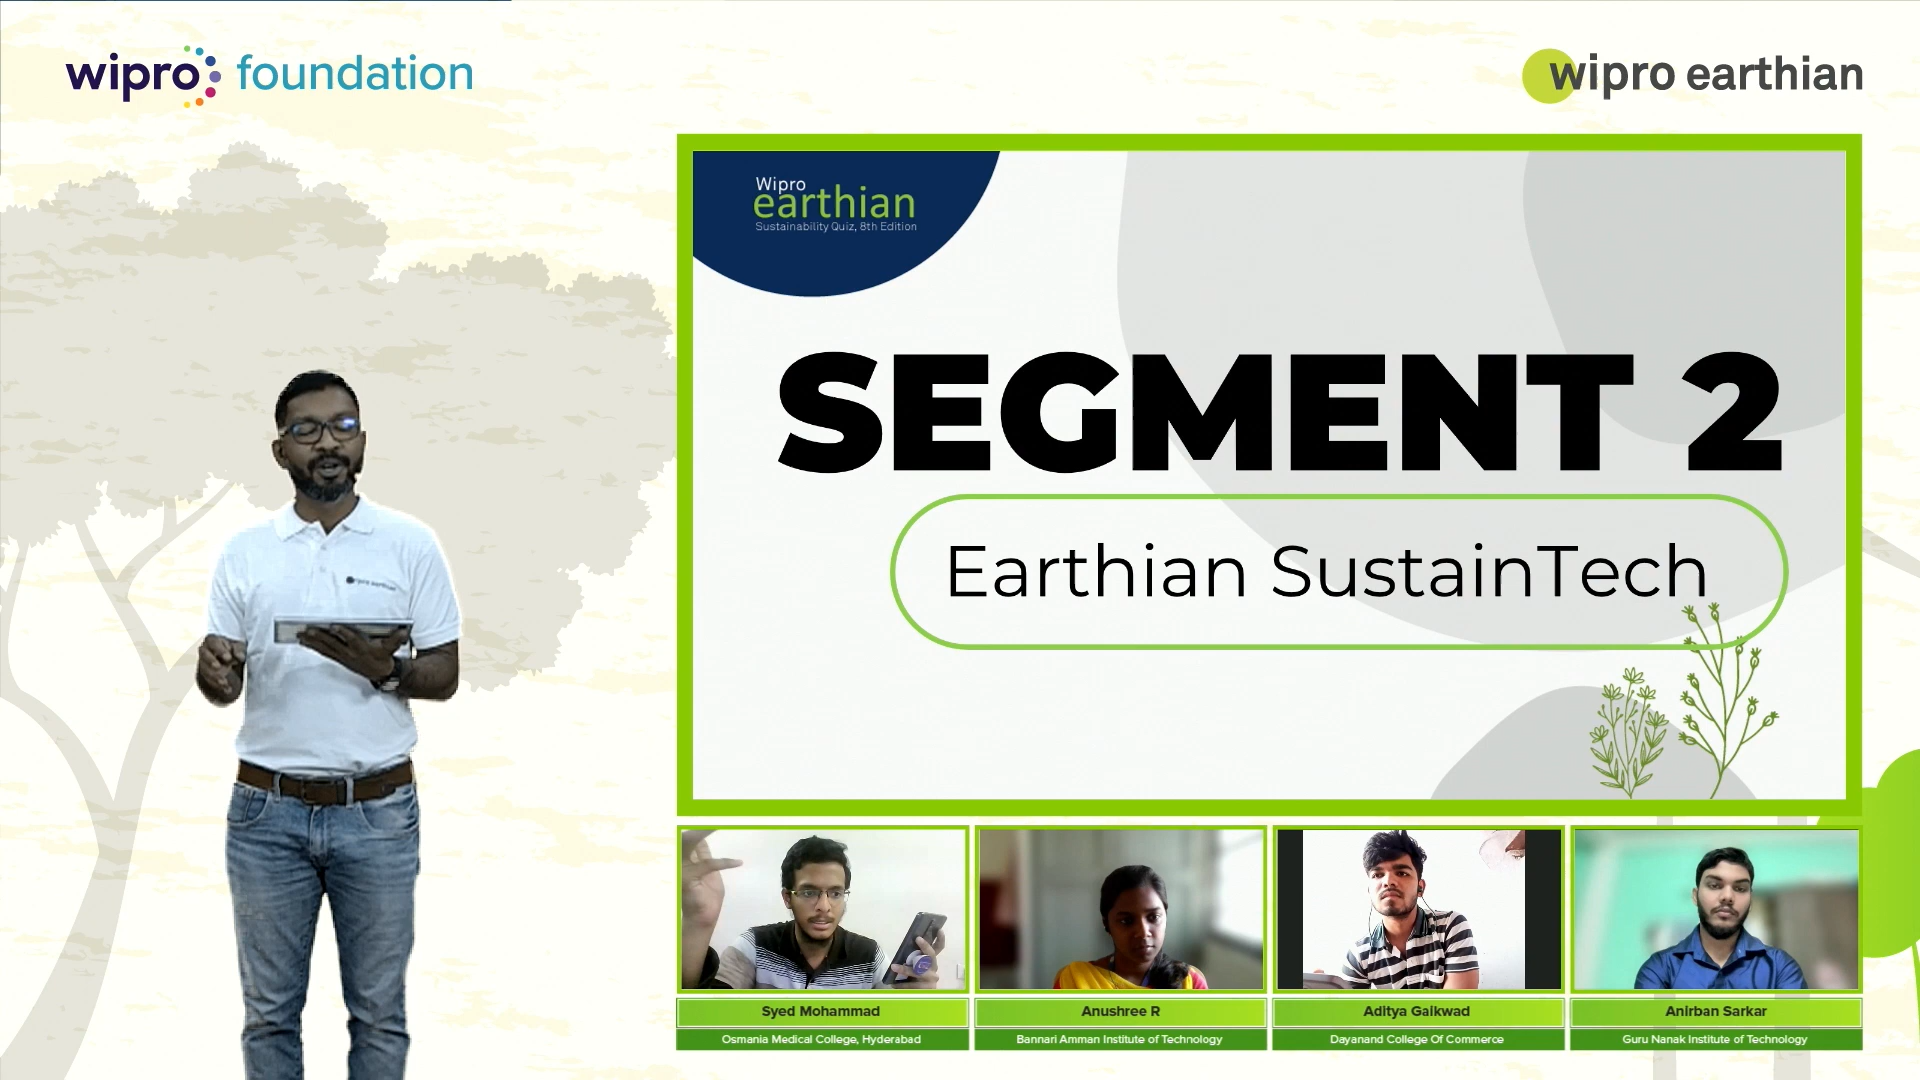 wipro foundation
wipro earthian
Wipro
earthian
Sustainability Quiz, 8th Edition
SEGMENT 2
Earthian SustainTech
wipro earthian
Syed Mohammad
Anushree R
Aditya Gaikwad
Anirban Sarkar
Osmania Medical College, Hyderabad
Bannari Amman Institute of Technology
Dayanand College Of Commerce
Guru Nanak Institute of Technology